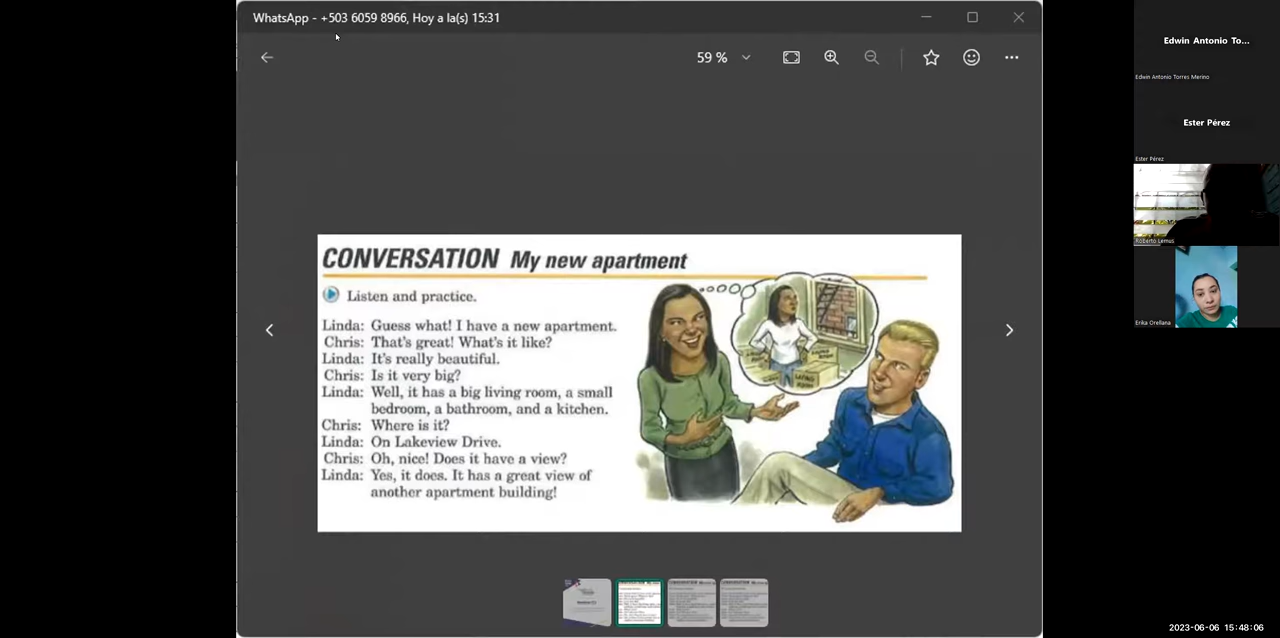 WhatsApp - +503 6059 8966, Hoy a la(s) 15:31
59 %
CONVERSATION My new apartment
Listen and practice.
Linda: Guess what! I have a new apartment.
Chris: That's great! What's it like?
Linda: It's really beautiful.
Chris: Is it very big?
Linda: Well, it has a big living room, a small
bedroom, a bathroom, and a kitchen.
Chris: Where is it?
Linda: On Lakeview Drive.
Chris: Oh, nice! Does it have a view?
Linda: Yes, it does. It has a great view of
another apartment building!
Edwin Antonio To...
Edwin Antonio Torres Merino
Ester Pérez
Ester Pérez
Roberto Lemus
Erika Orellana
2023-06-06 15:48:06